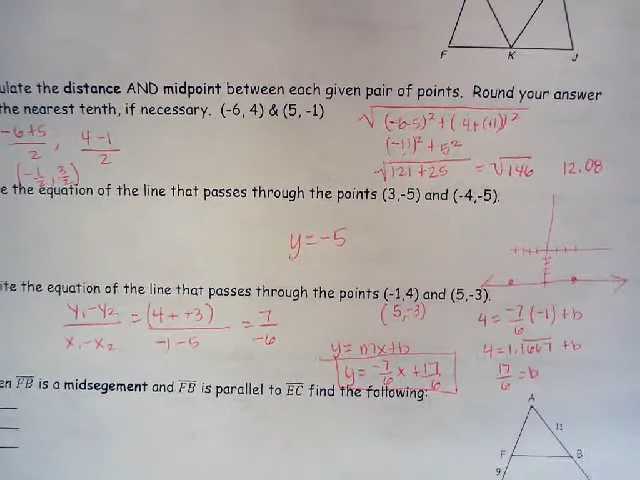 F K J
ulate the distance AND midpoint between each given pair of points. Round your answer
the nearest tenth, if necessary. (-6, 4) & (5, -1)
√(-6-5)² + (4+(+1))²
-6+5/2 , 4-1/2
(-11)² + 5²
(-1/2, 3/2)
√121+25 = √146 12.08
e the equation of the line that passes through the points (3,-5) and (-4,-5).
y=-5
ite the equation of the line that passes through the points (-1,4) and (5,-3).
y₁-y₂/x₁-x₂ = (4++3)/-1-5 = 7/-6
(5,-3)
4=-7/6(-1)+b
y=mx+b
4=1.1667+b
y=-7/6x+17/6
17/6=b
en FB is a midsegement and FB is parallel to EC find the following:
A
11
F B
9